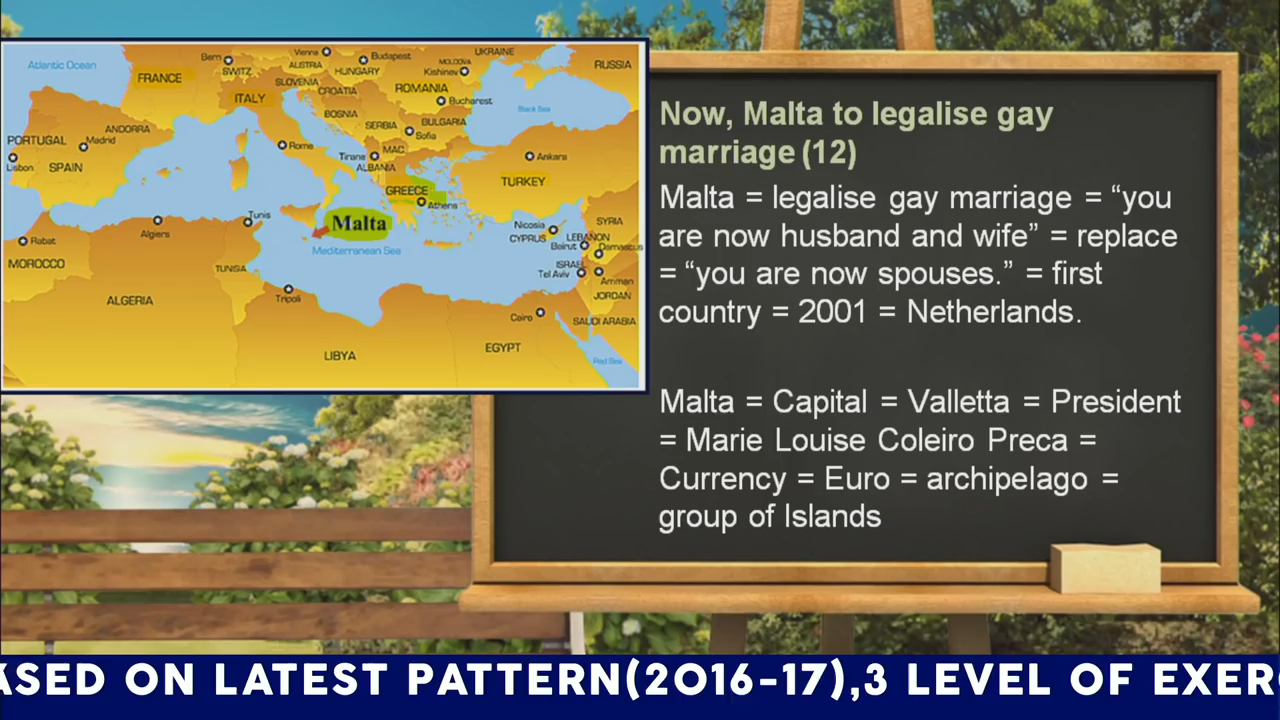 Now, Malta to legalise gay
marriage (12)
Malta = legalise gay marriage = “you
are now husband and wife” = replace
= “you are now spouses.” = first
country = 2001 = Netherlands.
Malta = Capital = Valletta = President
= Marie Louise Coleiro Preca =
Currency = Euro = archipelago =
group of Islands
Atlantic Ocean
FRANCE
Bern
SWITZ
Vienne
AUSTRIA
Budapest
HUNGARY
SLOVENIA
CROATIA
MOLDOVA
Kishinev
UKRAINE
RUSSIA
ITALY
ROMANIA
Bucharest
Black Sea
BOSNIA
SERBIA
BULGARIA
Sofia
PORTUGAL
Lisbon
Madrid
SPAIN
ANDORRA
Rome
Tirane
MAC
ALBANIA
Ankara
TURKEY
GREECE
Athens
Malta
Mediterranean Sea
Tunis
Algiers
Rabat
MOROCCO
ALGERIA
TUNISIA
Tripoli
LIBYA
Nicosia
CYPRUS
SYRIA
LEBANON
Beirut
Damascus
ISRAEL
Tel Aviv
Amman
JORDAN
Cairo
EGYPT
SAUDI ARABIA
Red Sea
ASED ON LATEST PATTERN(2016-17),3 LEVEL OF EXER